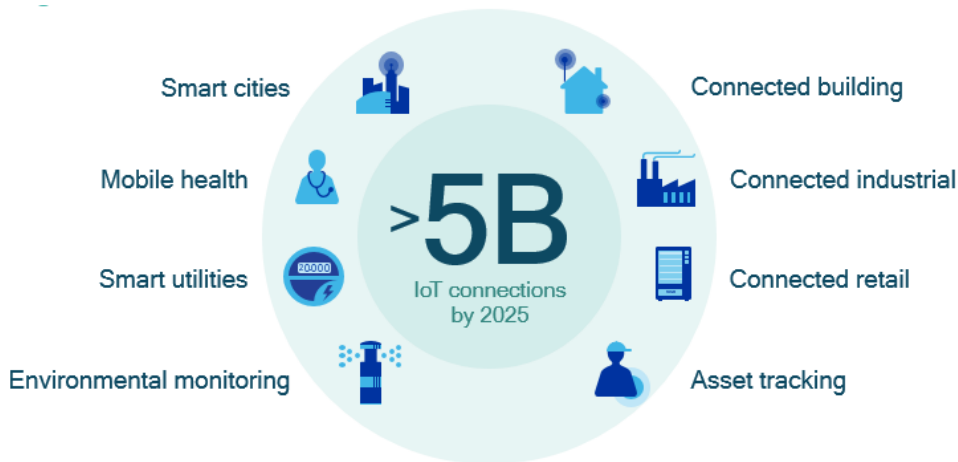 Smart cities
Connected building
Mobile health
Connected industrial
>5B
IoT connections
by 2025
Smart utilities
20000
Connected retail
Environmental monitoring
Asset tracking